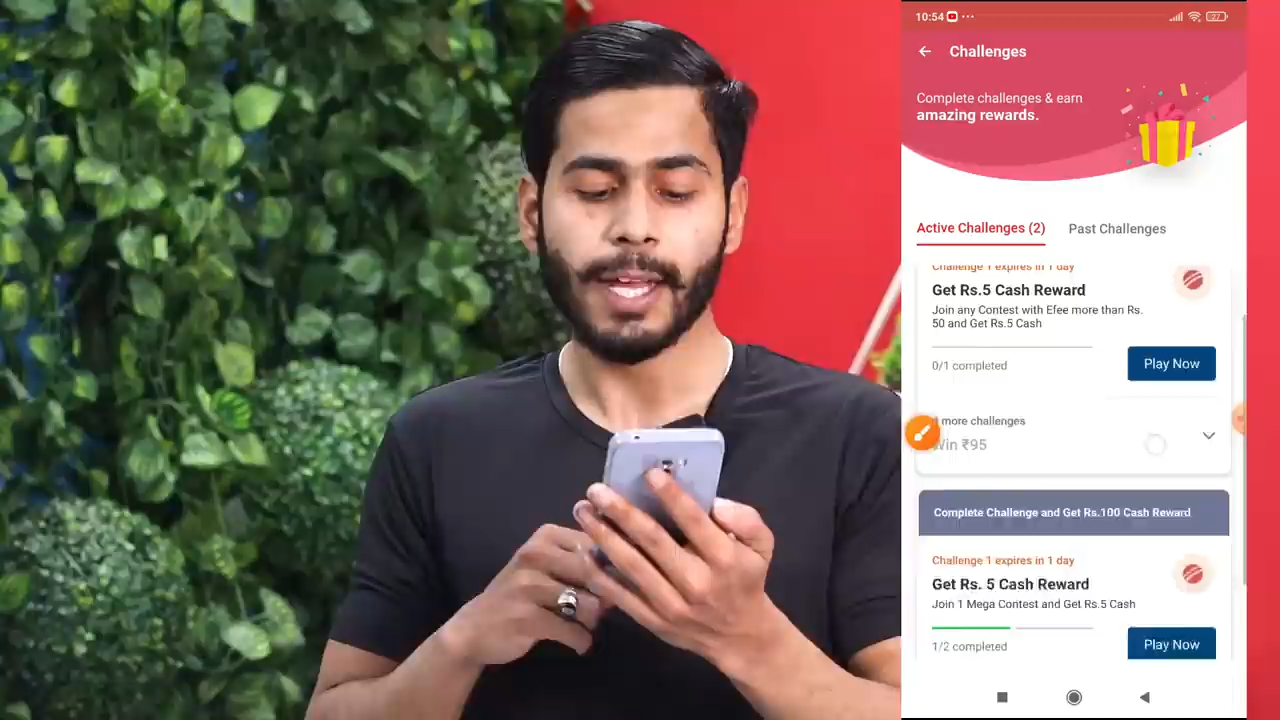 10:54
27
Challenges
Complete challenges & earn
amazing rewards.
Active Challenges (2)
Past Challenges
Challenge 1 expires in 1 day
Get Rs.5 Cash Reward
Join any Contest with Efee more than Rs.
50 and Get Rs.5 Cash
0/1 completed
Play Now
more challenges
Win ₹95
Complete Challenge and Get Rs.100 Cash Reward
Challenge 1 expires in 1 day
Get Rs. 5 Cash Reward
Join 1 Mega Contest and Get Rs.5 Cash
1/2 completed
Play Now